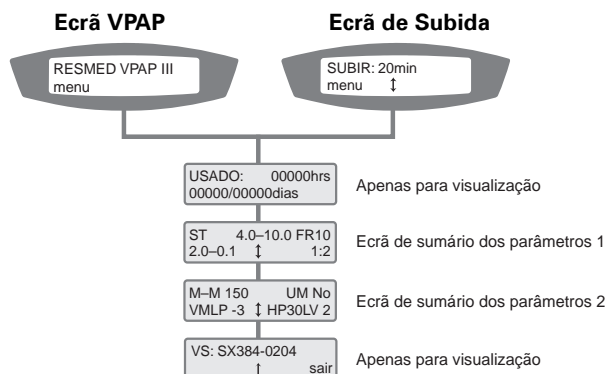 Ecrã VPAP
Ecrã de Subida
RESMED VPAP III
menu
SUBIR: 20min
menu ↕
USADO: 00000hrs
00000/00000dias
Apenas para visualização
ST 4.0–10.0 FR10
2.0–0.1 ↕ 1:2
Ecrã de sumário dos parâmetros 1
M–M 150 UM No
VMLP -3 ↕ HP30LV 2
Ecrã de sumário dos parâmetros 2
VS: SX384-0204
↕ sair
Apenas para visualização